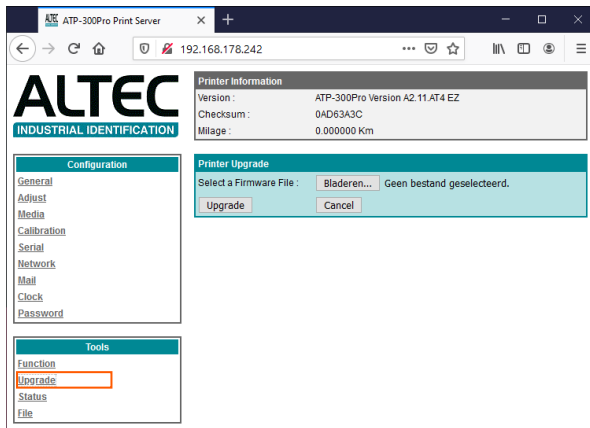 ALTEC ATP-300Pro Print Server
192.168.178.242
ALTEC
INDUSTRIAL IDENTIFICATION
Printer Information
Version : ATP-300Pro Version A2.11.AT4 EZ
Checksum : 0AD63A3C
Milage : 0.000000 Km
Configuration
General
Adjust
Media
Calibration
Serial
Network
Mail
Clock
Password
Printer Upgrade
Select a Firmware File : Bladeren... Geen bestand geselecteerd.
Upgrade Cancel
Tools
Function
Upgrade
Status
File